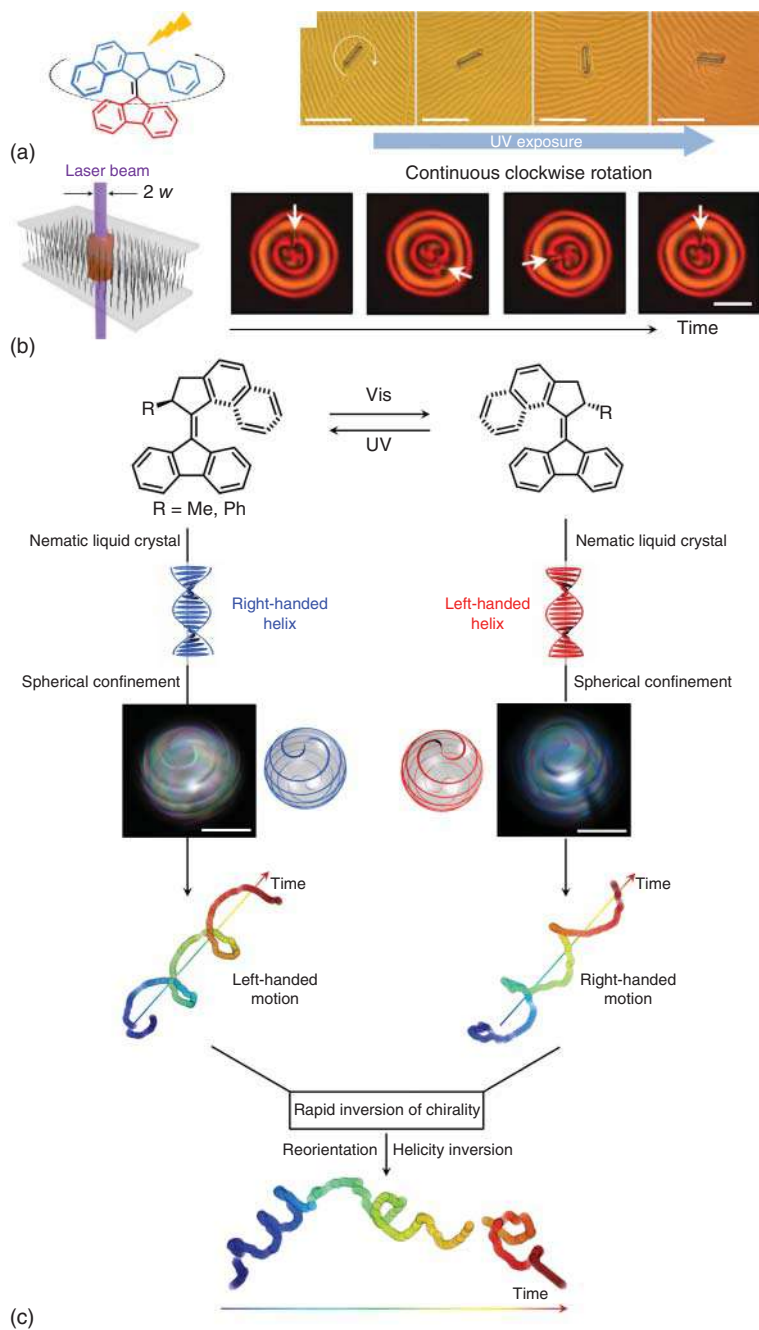 (a)
UV exposure
Laser beam
2 w
Continuous clockwise rotation
Time
(b)
R
Vis
UV
R
R = Me, Ph
Nematic liquid crystal
Nematic liquid crystal
Right-handed
helix
Left-handed
helix
Spherical confinement
Spherical confinement
Time
Left-handed
motion
Time
Right-handed
motion
Rapid inversion of chirality
Reorientation
Helicity inversion
Time
(c)